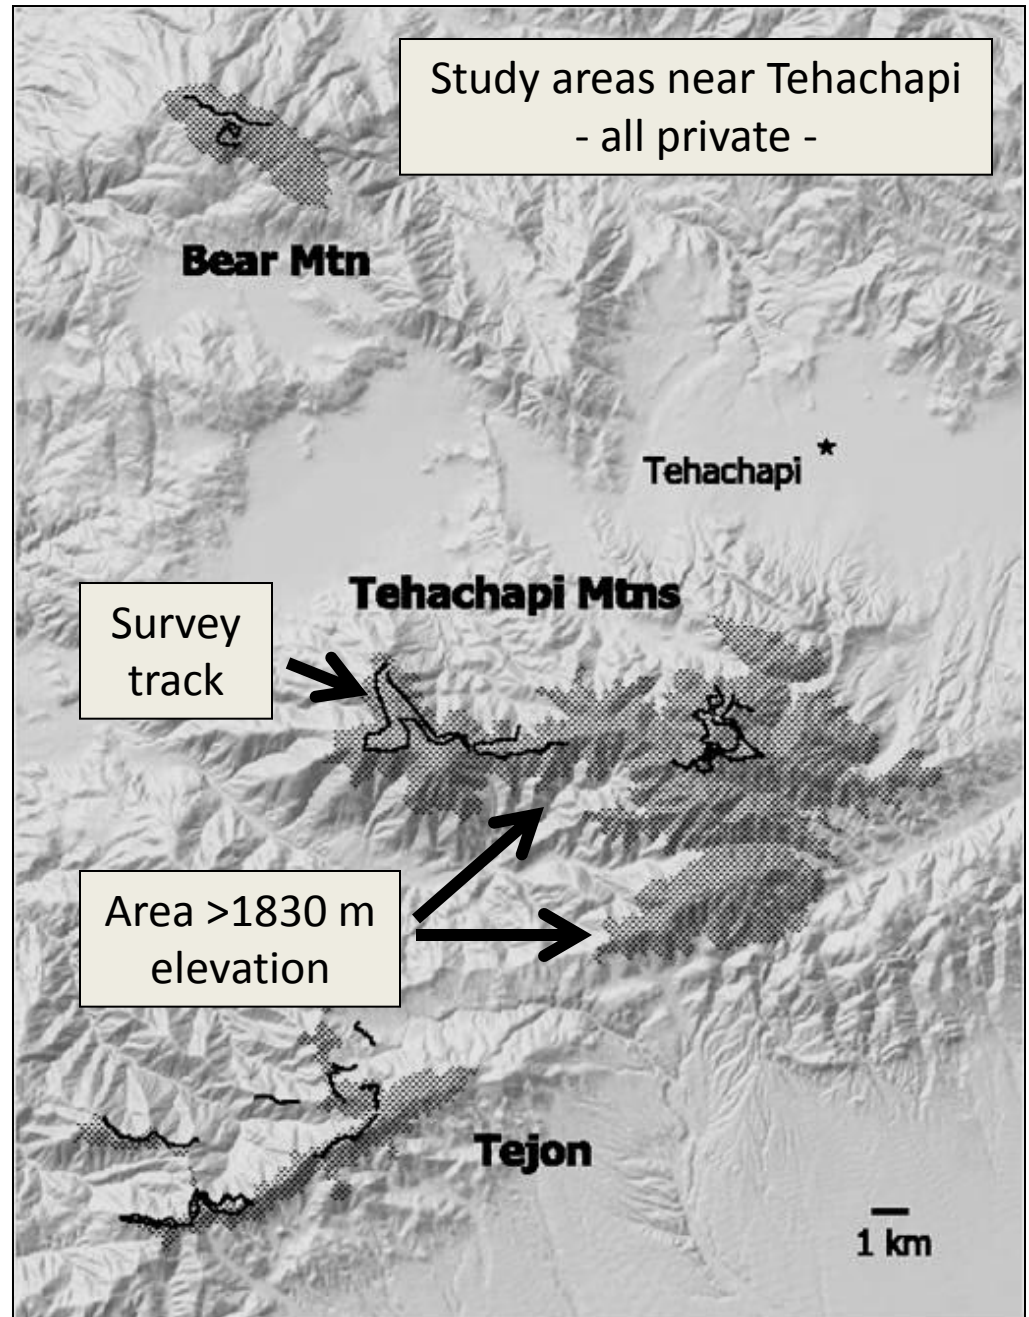 Study areas near Tehachapi
- all private -
Bear Mtn
Tehachapi *
Tehachapi Mtns
Survey
track
Area >1830 m
elevation
Tejon
1 km